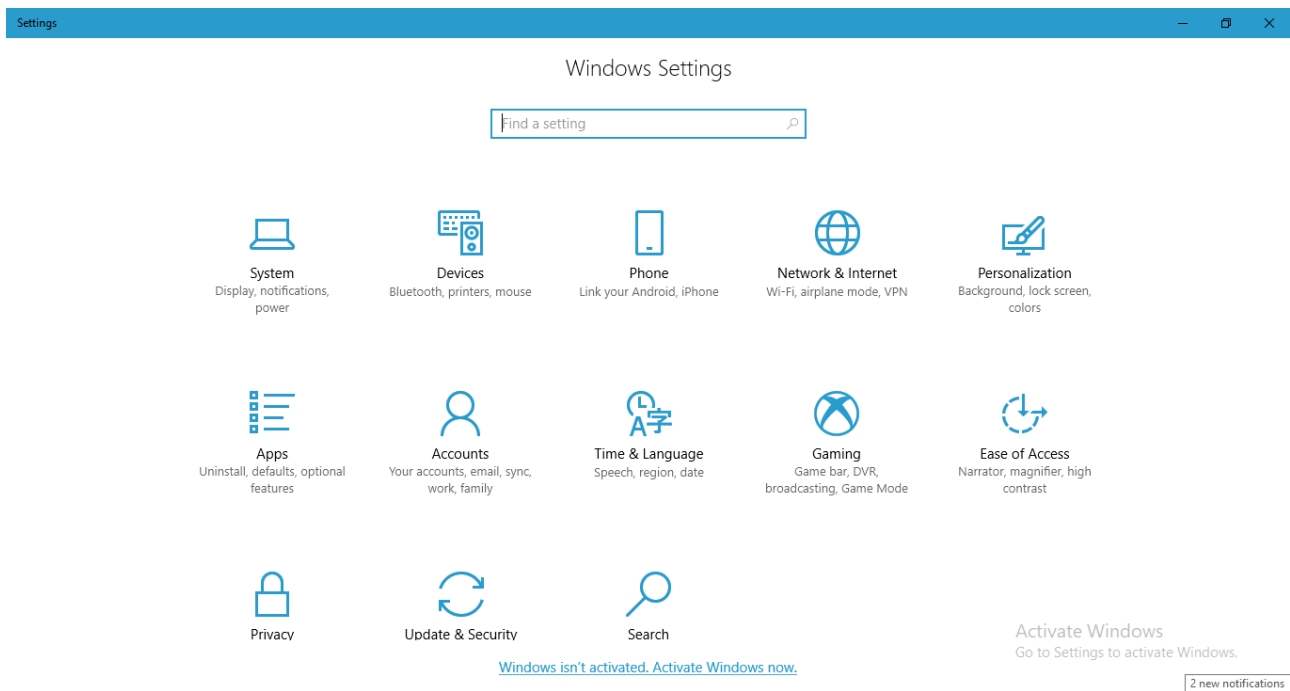 Settings
Windows Settings
Find a setting
System
Display, notifications,
power
Devices
Bluetooth, printers, mouse
Phone
Link your Android, iPhone
Network & Internet
Wi-Fi, airplane mode, VPN
Personalization
Background, lock screen,
colors
Apps
Uninstall, defaults, optional
features
Accounts
Your accounts, email, sync,
work, family
Time & Language
Speech, region, date
Gaming
Game bar, DVR,
broadcasting, Game Mode
Ease of Access
Narrator, magnifier, high
contrast
Privacy
Update & Security
Search
Activate Windows
Go to Settings to activate Windows.
Windows isn't activated. Activate Windows now.
2 new notifications